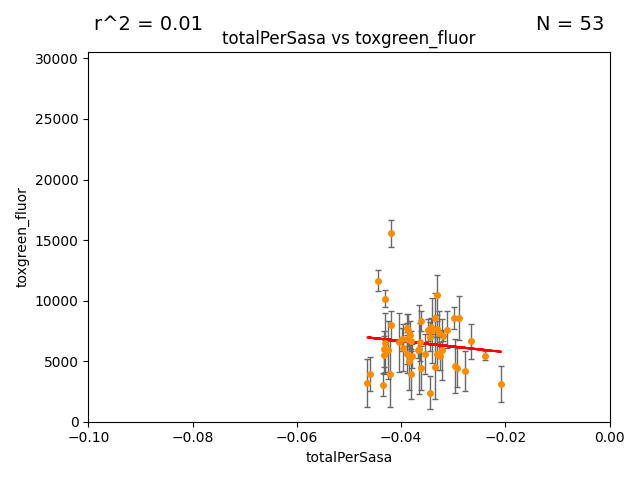 r^2 = 0.01
N = 53
totalPerSasa vs toxgreen_fluor
30000
25000
20000
15000
10000
5000
0
toxgreen_fluor
−0.10
−0.08
−0.06
−0.04
−0.02
0.00
totalPerSasa